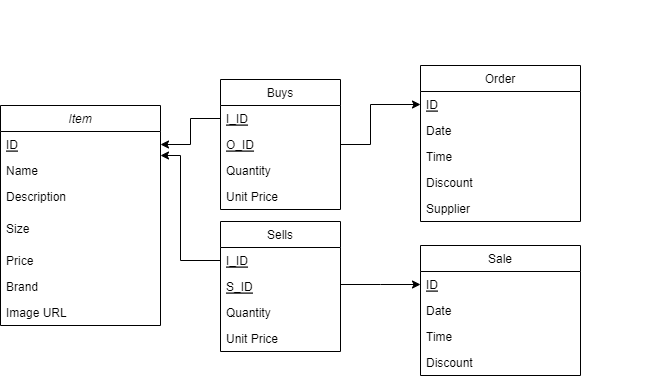 Item
ID
Name
Description
Size
Price
Brand
Image URL
Buys
I_ID
O_ID
Quantity
Unit Price
Sells
I_ID
S_ID
Quantity
Unit Price
Order
ID
Date
Time
Discount
Supplier
Sale
ID
Date
Time
Discount